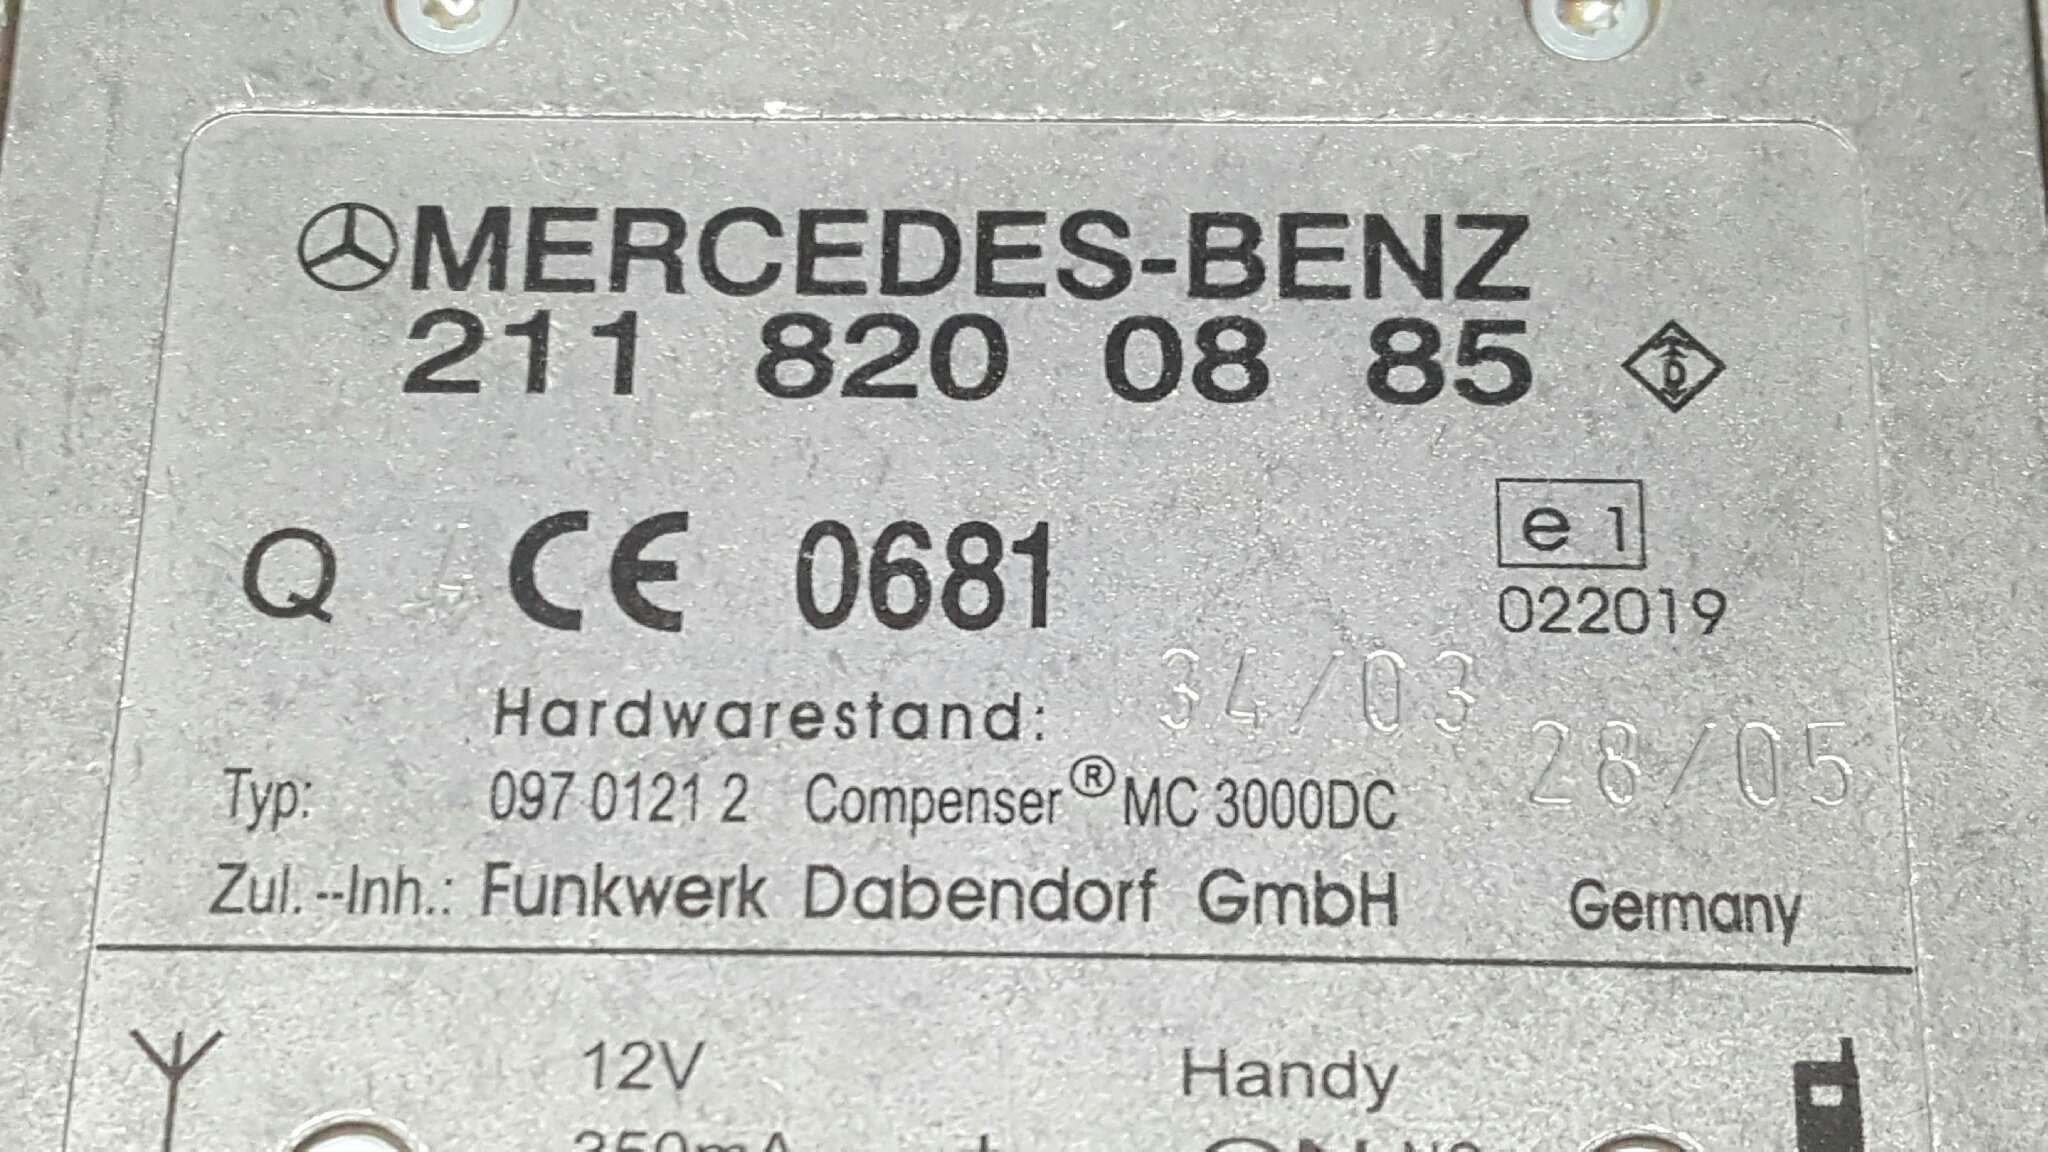 MERCEDES-BENZ
211 820 08 85
D
Q CE 0681 e 1
022019
Hardwarestand: 34/03
28/05
Typ: 097 0121 2 Compenser® MC 3000DC
Zul.--Inh.: Funkwerk Dabendorf GmbH Germany
12V Handy
350mA +